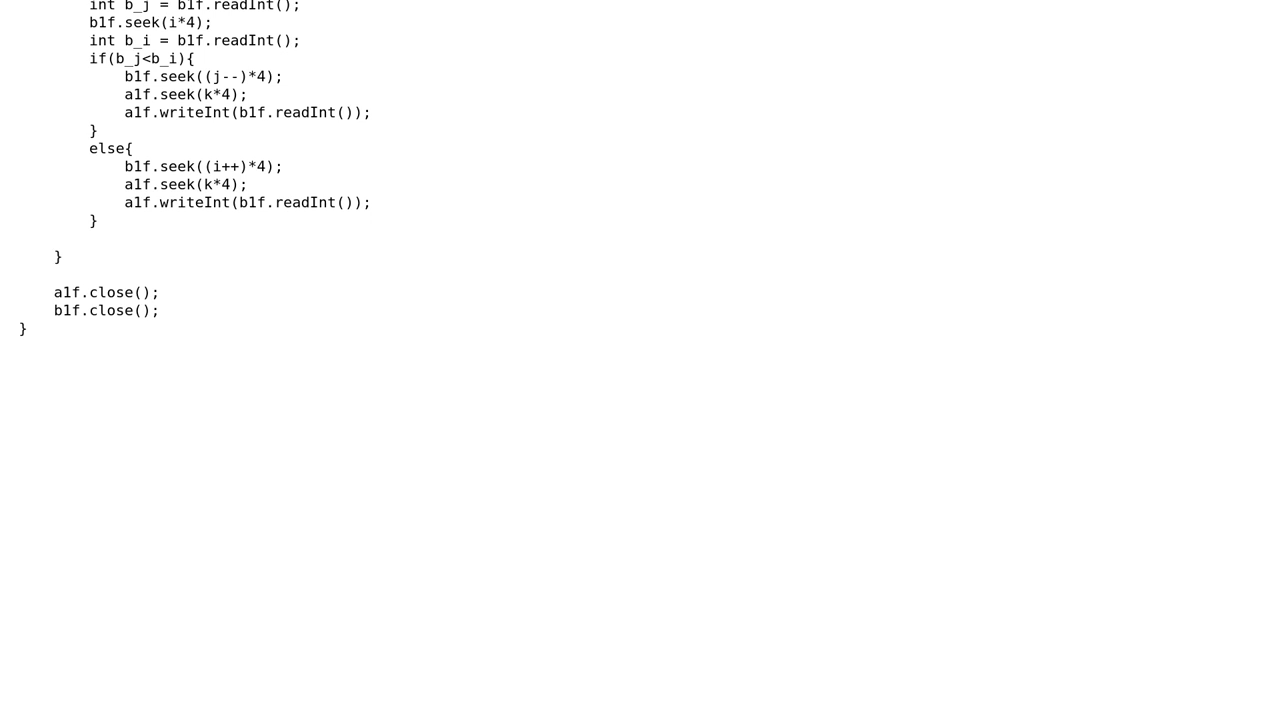 int b_j = b1f.readInt();
b1f.seek(i*4);
int b_i = b1f.readInt();
if(b_j<b_i){
b1f.seek((j--)*4);
a1f.seek(k*4);
a1f.writeInt(b1f.readInt());
}
else{
b1f.seek((i++)*4);
a1f.seek(k*4);
a1f.writeInt(b1f.readInt());
}
}
a1f.close();
b1f.close();
}